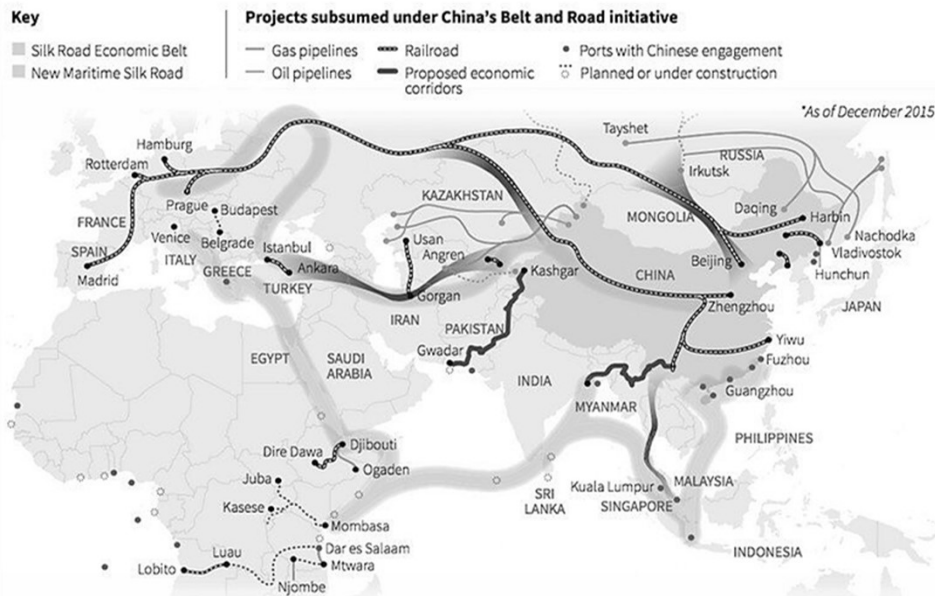 Key
Silk Road Economic Belt
New Maritime Silk Road
Projects subsumed under China's Belt and Road initiative
Gas pipelines
Oil pipelines
Railroad
Proposed economic
corridors
Ports with Chinese engagement
Planned or under construction
*As of December 2015
Tayshet
Hamburg
Rotterdam
RUSSIA
Irkutsk
KAZAKHSTAN
Prague
Budapest
FRANCE
MONGOLIA
Daqing
Harbin
Venice
Belgrade
Istanbul
Usan
Nachodka
SPAIN
ITALY
Angren
Vladivostok
Madrid
GREECE
Ankara
Kashgar
CHINA
Beijing
Hunchun
TURKEY
Gorgan
Zhengzhou
JAPAN
IRAN
PAKISTAN
Yiwu
EGYPT
SAUDI
ARABIA
Gwadar
Fuzhou
INDIA
Guangzhou
MYANMAR
PHILIPPINES
Djibouti
Dire Dawa
Ogaden
Juba
SRI
LANKA
Kuala Lumpur
MALAYSIA
SINGAPORE
Kasese
Mombasa
Dar es Salaam
INDONESIA
Luau
Lobito
Mtwara
Njombe